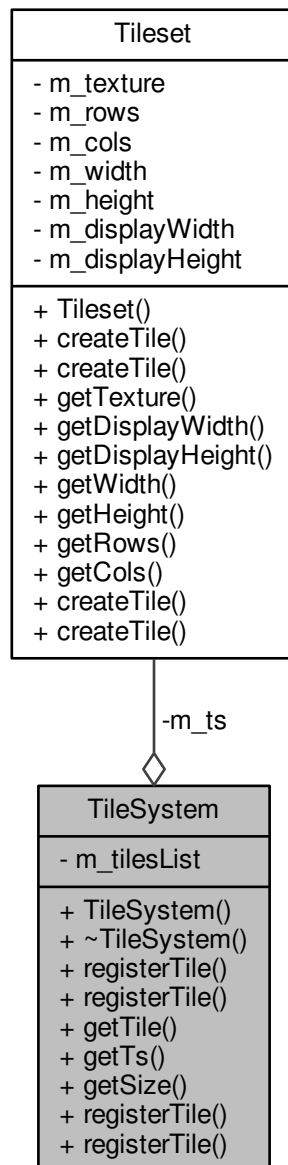 Tileset
- m_texture
- m_rows
- m_cols
- m_width
- m_height
- m_displayWidth
- m_displayHeight
+ Tileset()
+ createTile()
+ createTile()
+ getTexture()
+ getDisplayWidth()
+ getDisplayHeight()
+ getWidth()
+ getHeight()
+ getRows()
+ getCols()
+ createTile()
+ createTile()
-m_ts
TileSystem
- m_tilesList
+ TileSystem()
+ ~TileSystem()
+ registerTile()
+ registerTile()
+ getTile()
+ getTs()
+ getSize()
+ registerTile()
+ registerTile()